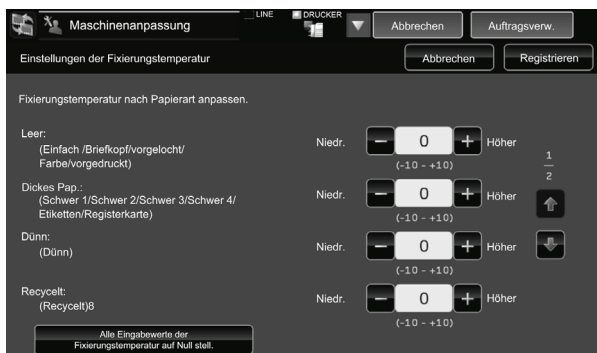 Maschinenanpassung
LINE
DRUCKER
Abbrechen
Auftragsverw.
Einstellungen der Fixierungstemperatur
Abbrechen
Registrieren
Fixierungstemperatur nach Papierart anpassen.
Leer:
(Einfach /Briefkopf/vorgelocht/
Farbe/vorgedruckt)
Niedr. − 0 + Höher
(-10 - +10)
1
2
Dickes Pap.:
(Schwer 1/Schwer 2/Schwer 3/Schwer 4/
Etiketten/Registerkarte)
Niedr. − 0 + Höher
(-10 - +10)
Dünn:
(Dünn)
Niedr. − 0 + Höher
(-10 - +10)
Recycelt:
(Recycelt)8
Niedr. − 0 + Höher
(-10 - +10)
Alle Eingabewerte der
Fixierungstemperatur auf Null stell.